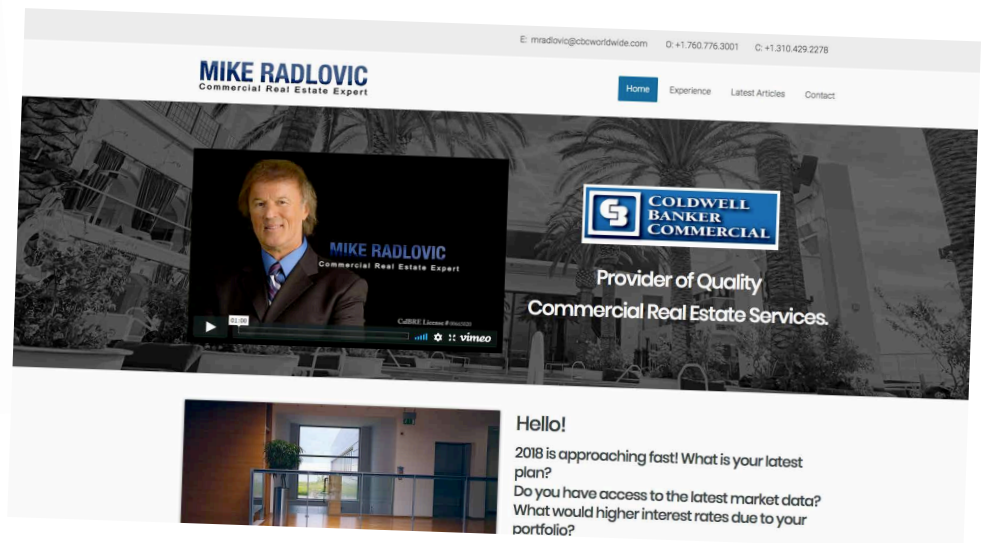 E: mradlovic@cbcworldwide.com O: +1.760.776.3001 C: +1.310.429.2278
MIKE RADLOVIC
Commercial Real Estate Expert
Home Experience Latest Articles Contact
MIKE RADLOVIC
Commercial Real Estate Expert
CalBRE License #
01:00
vimeo
CB
COLDWELL
BANKER
COMMERCIAL
Provider of Quality
Commercial Real Estate Services.
Hello!
2018 is approaching fast! What is your latest
plan?
Do you have access to the latest market data?
What would higher interest rates due to your
portfolio?